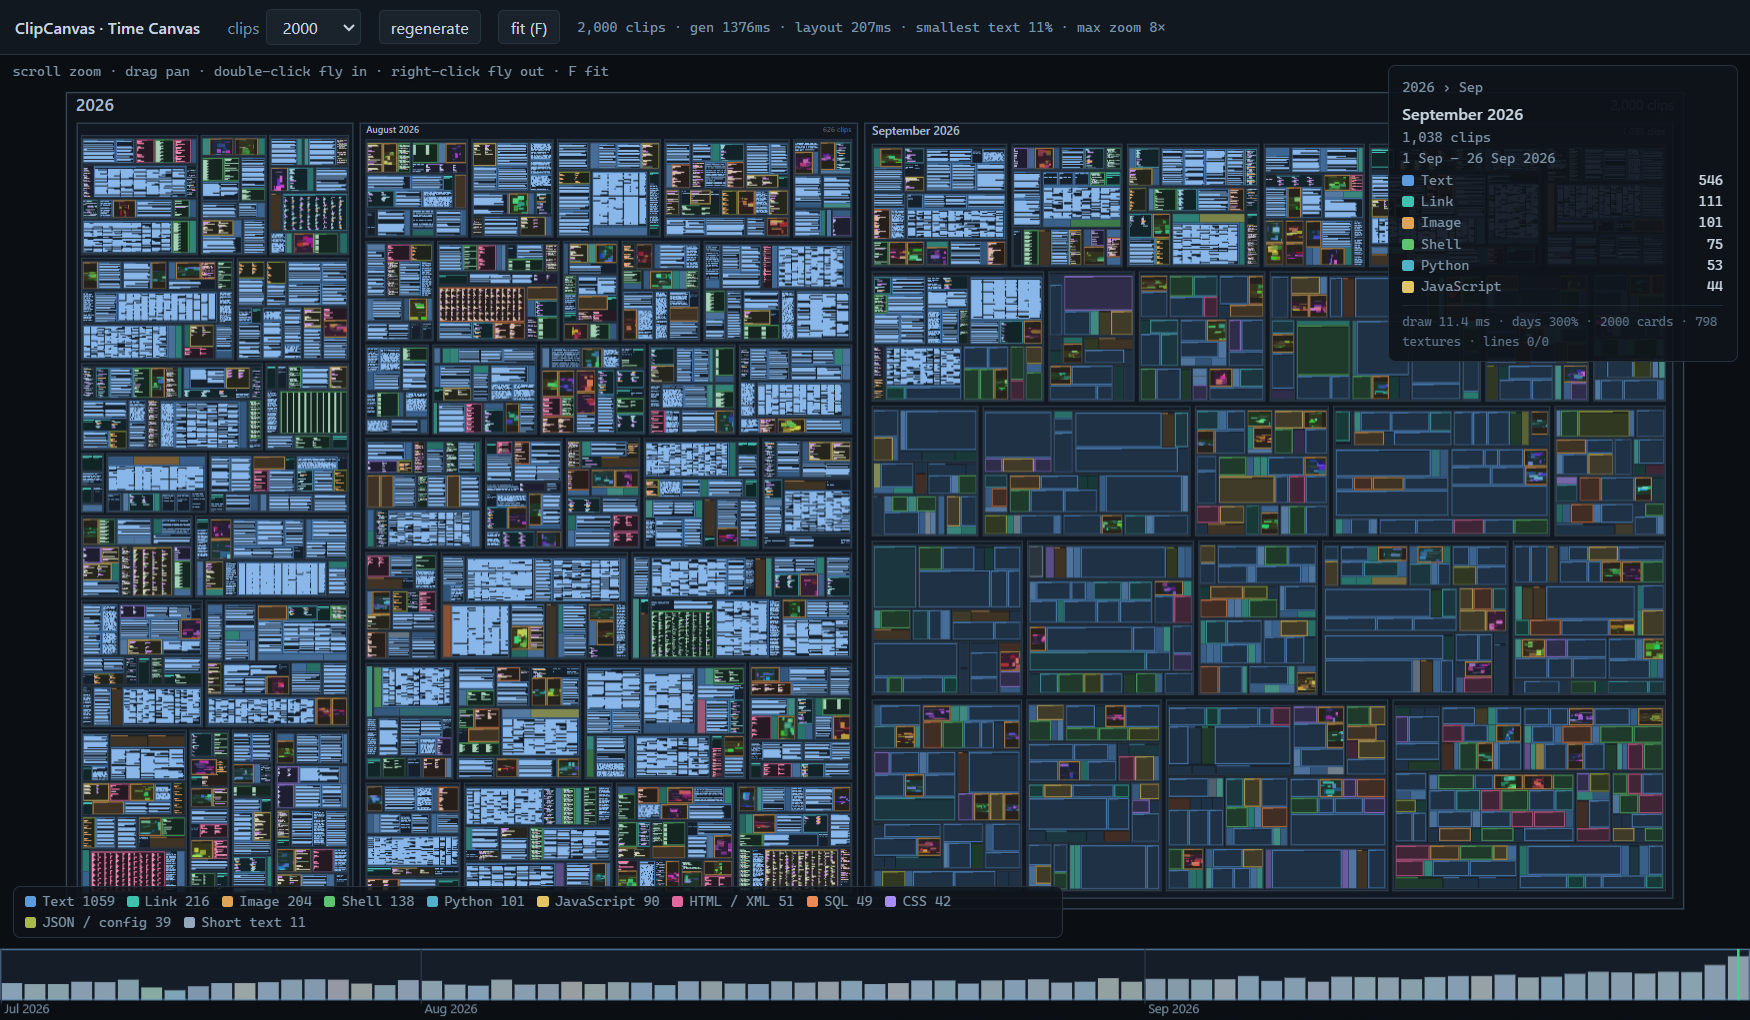 ClipCanvas · Time Canvas clips 2000 regenerate fit (F) 2,000 clips · gen 1376ms · layout 207ms · smallest text 11% · max zoom 8×
scroll zoom · drag pan · double-click fly in · right-click fly out · F fit
2026
2,000 clips
August 2026 626 clips
September 2026
2026 › Sep
September 2026
1,038 clips
1 Sep – 26 Sep 2026
Text 546
Link 111
Image 101
Shell 75
Python 53
JavaScript 44
draw 11.4 ms · days 300% · 2000 cards · 798
textures · lines 0/0
Text 1059 Link 216 Image 204 Shell 138 Python 101 JavaScript 90 HTML / XML 51 SQL 49 CSS 42
JSON / config 39 Short text 11
Jul 2026 Aug 2026 Sep 2026